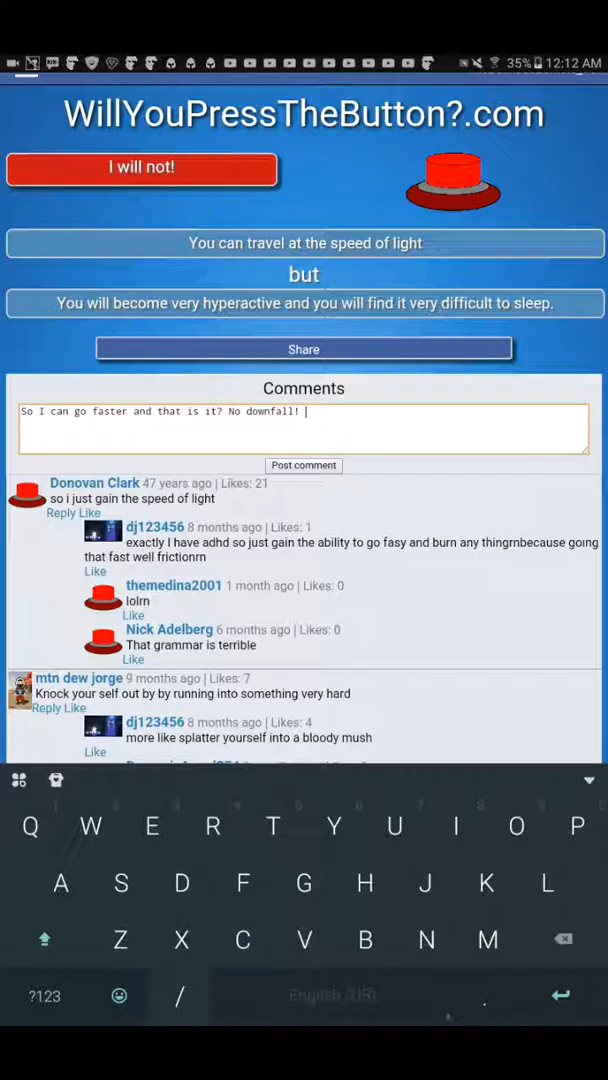 35% 12:12 AM
WillYouPressTheButton?.com
I will not!
You can travel at the speed of light
but
You will become very hyperactive and you will find it very difficult to sleep.
Share
Comments
So I can go faster and that is it? No downfall!
Post comment
Donovan Clark 47 years ago | Likes: 21
so i just gain the speed of light
Reply Like
dj123456 8 months ago | Likes: 1
exactly I have adhd so just gain the ability to go fasy and burn any thingrnbecause going
that fast well frictionrn
Like
themedina2001 1 month ago | Likes: 0
lolrn
Like
Nick Adelberg 6 months ago | Likes: 0
That grammar is terrible
Like
mtn dew jorge 9 months ago | Likes: 7
Knock your self out by by running into something very hard
Reply Like
dj123456 8 months ago | Likes: 4
more like splatter yourself into a bloody mush
Like
Q W E R T Y U I O P
A S D F G H J K L
Z X C V B N M
?123 / English (US) .